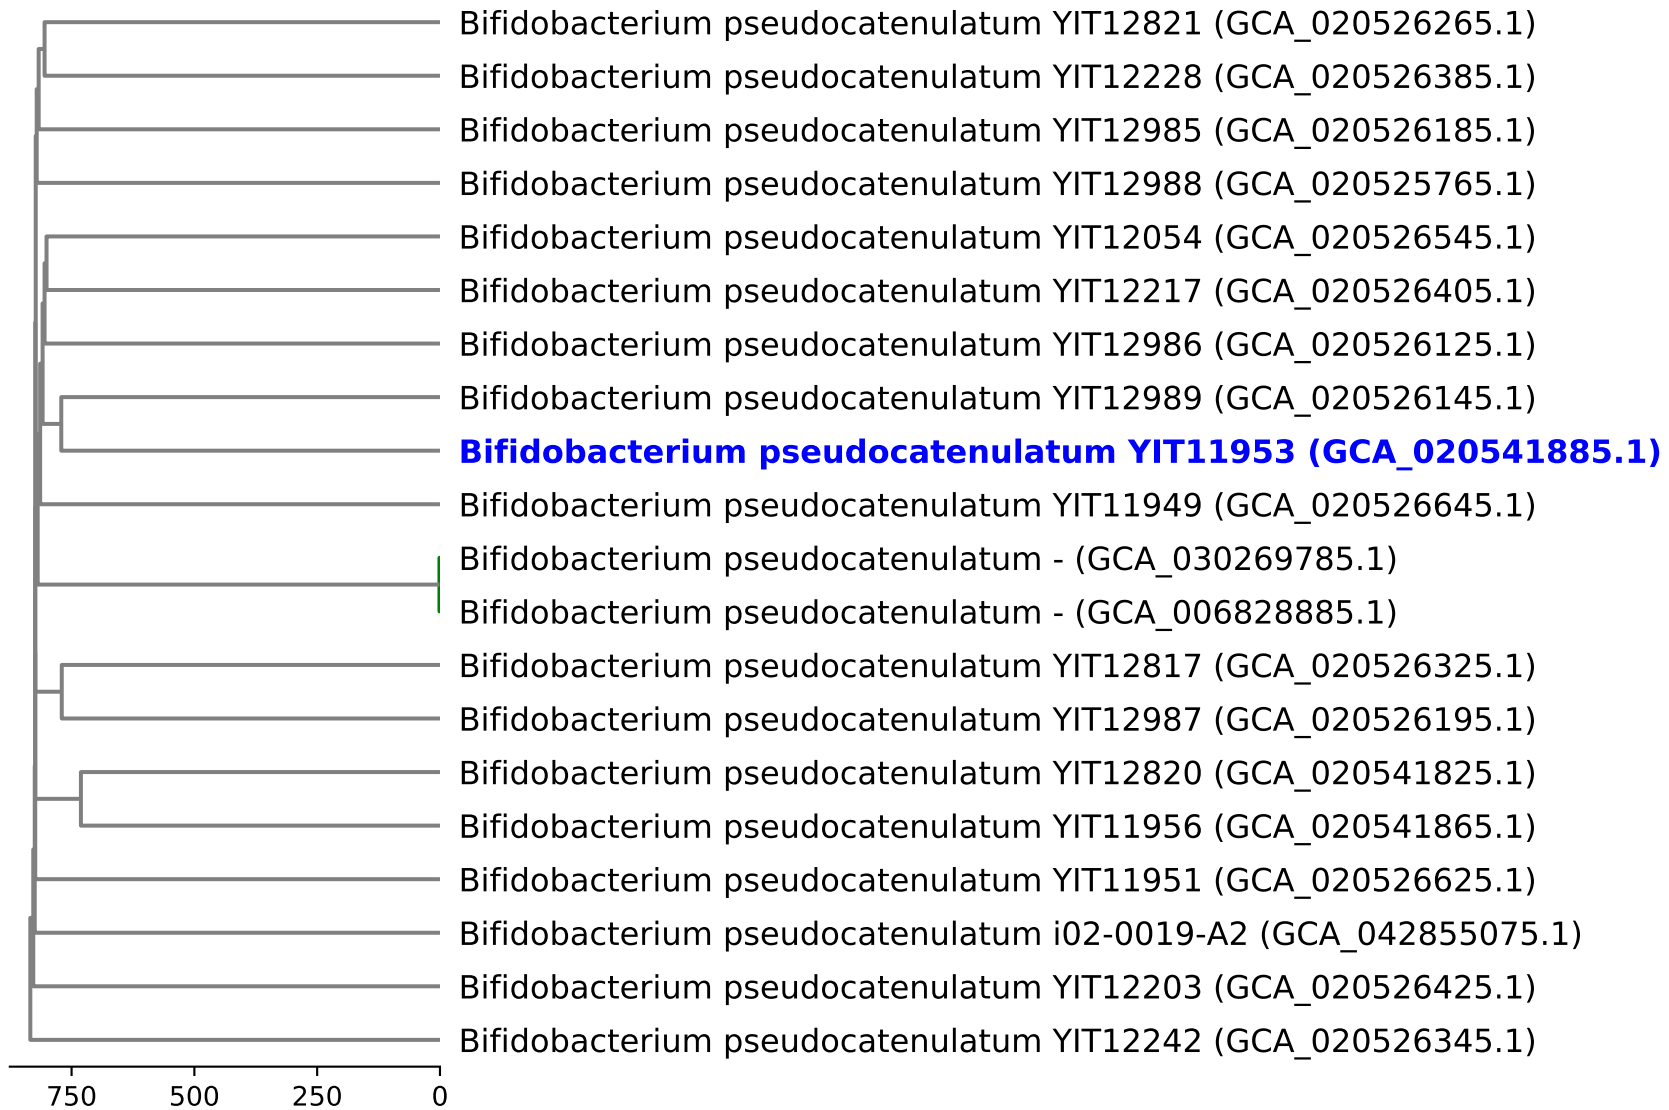 Bifidobacterium pseudocatenulatum YIT12821 (GCA_020526265.1)
Bifidobacterium pseudocatenulatum YIT12228 (GCA_020526385.1)
Bifidobacterium pseudocatenulatum YIT12985 (GCA_020526185.1)
Bifidobacterium pseudocatenulatum YIT12988 (GCA_020525765.1)
Bifidobacterium pseudocatenulatum YIT12054 (GCA_020526545.1)
Bifidobacterium pseudocatenulatum YIT12217 (GCA_020526405.1)
Bifidobacterium pseudocatenulatum YIT12986 (GCA_020526125.1)
Bifidobacterium pseudocatenulatum YIT12989 (GCA_020526145.1)
Bifidobacterium pseudocatenulatum YIT11953 (GCA_020541885.1)
Bifidobacterium pseudocatenulatum YIT11949 (GCA_020526645.1)
Bifidobacterium pseudocatenulatum - (GCA_030269785.1)
Bifidobacterium pseudocatenulatum - (GCA_006828885.1)
Bifidobacterium pseudocatenulatum YIT12817 (GCA_020526325.1)
Bifidobacterium pseudocatenulatum YIT12987 (GCA_020526195.1)
Bifidobacterium pseudocatenulatum YIT12820 (GCA_020541825.1)
Bifidobacterium pseudocatenulatum YIT11956 (GCA_020541865.1)
Bifidobacterium pseudocatenulatum YIT11951 (GCA_020526625.1)
Bifidobacterium pseudocatenulatum i02-0019-A2 (GCA_042855075.1)
Bifidobacterium pseudocatenulatum YIT12203 (GCA_020526425.1)
Bifidobacterium pseudocatenulatum YIT12242 (GCA_020526345.1)
750 500 250 0